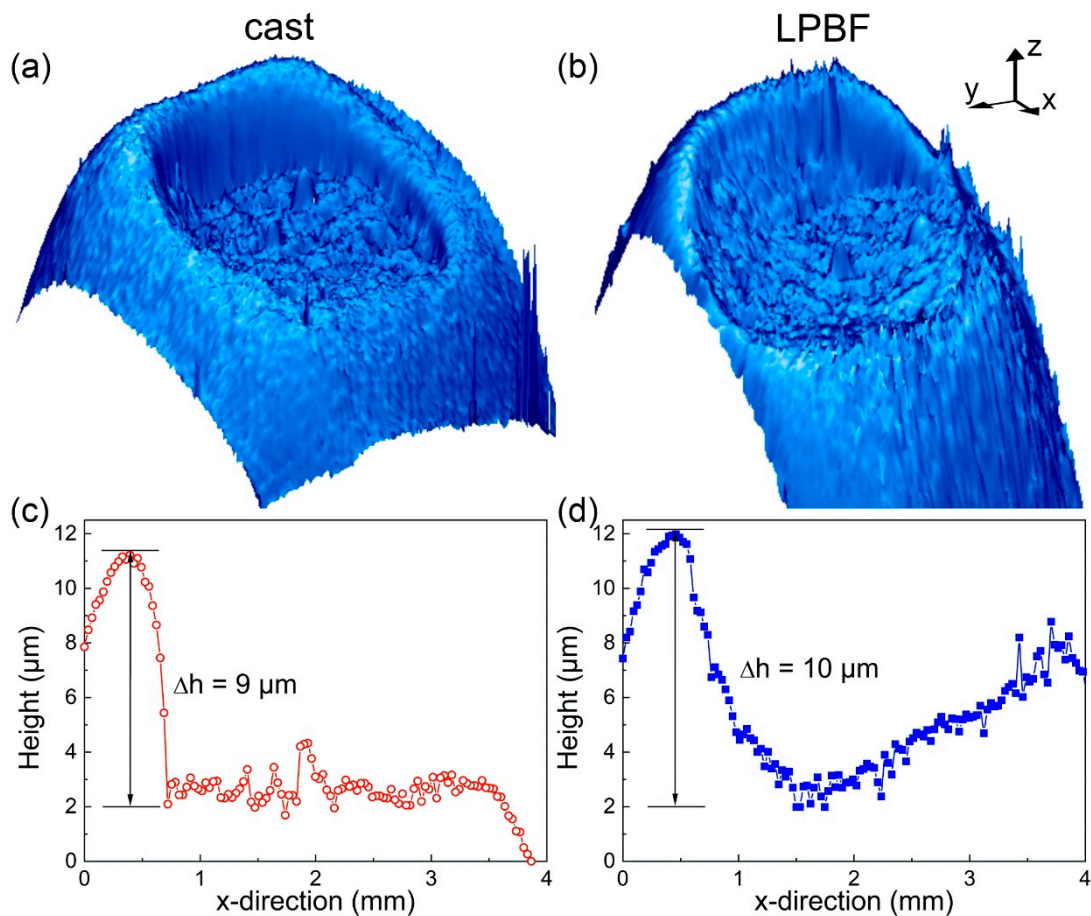 cast
LPBF
(a)
(b)
z
y
x
(c)
(d)
12
10
8
6
4
2
0
Height (µm)
Δh = 9 µm
0 1 2 3 4
x-direction (mm)
12
10
8
6
4
2
0
Height (µm)
Δh = 10 µm
0 1 2 3 4
x-direction (mm)